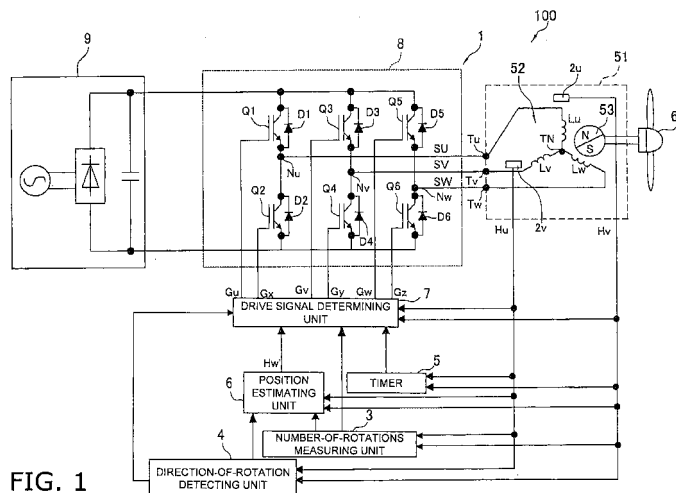 100
9
8
1
51
2u
52
53
Q1
D1
Q3
D3
Q5
D5
Lu
N
S
6
SU
Tu
TN
Nu
SV
Nv
SW
Tv
Lv
Lw
Nw
Tw
2v
Q2
D2
Q4
D4
Q6
D6
Hu
Hv
Gu
Gx
Gv
Gy
Gw
Gz
7
DRIVE SIGNAL DETERMINING
UNIT
Hw
5
TIMER
6
POSITION
ESTIMATING
UNIT
3
NUMBER-OF-ROTATIONS
MEASURING UNIT
4
DIRECTION-OF-ROTATION
DETECTING UNIT
FIG. 1